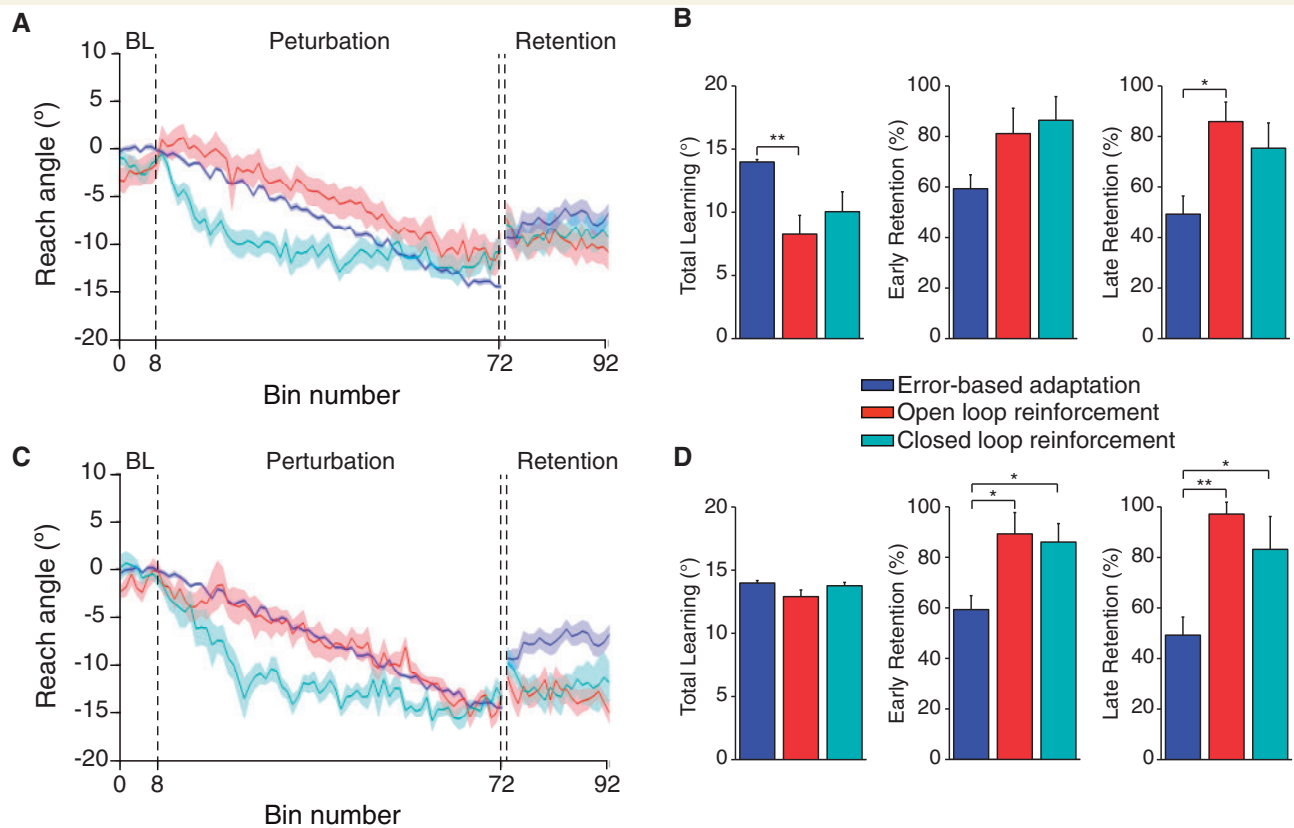 A
BL Peturbation Retention
10
5
0
-5
-10
-15
-20
Reach angle (º)
0 8 72 92
Bin number
B
20
15
10
5
0
Total Learning (°)
**
100
80
60
40
20
0
Early Retention (%)
100
80
60
40
20
0
Late Retention (%)
*
Error-based adaptation
Open loop reinforcement
Closed loop reinforcement
C
BL Perturbation Retention
10
5
0
-5
-10
-15
-20
Reach angle (º)
0 8 72 92
Bin number
D
20
15
10
5
0
Total Learning (°)
100
80
60
40
20
0
Early Retention (%)
*
*
100
80
60
40
20
0
Late Retention (%)
*
**